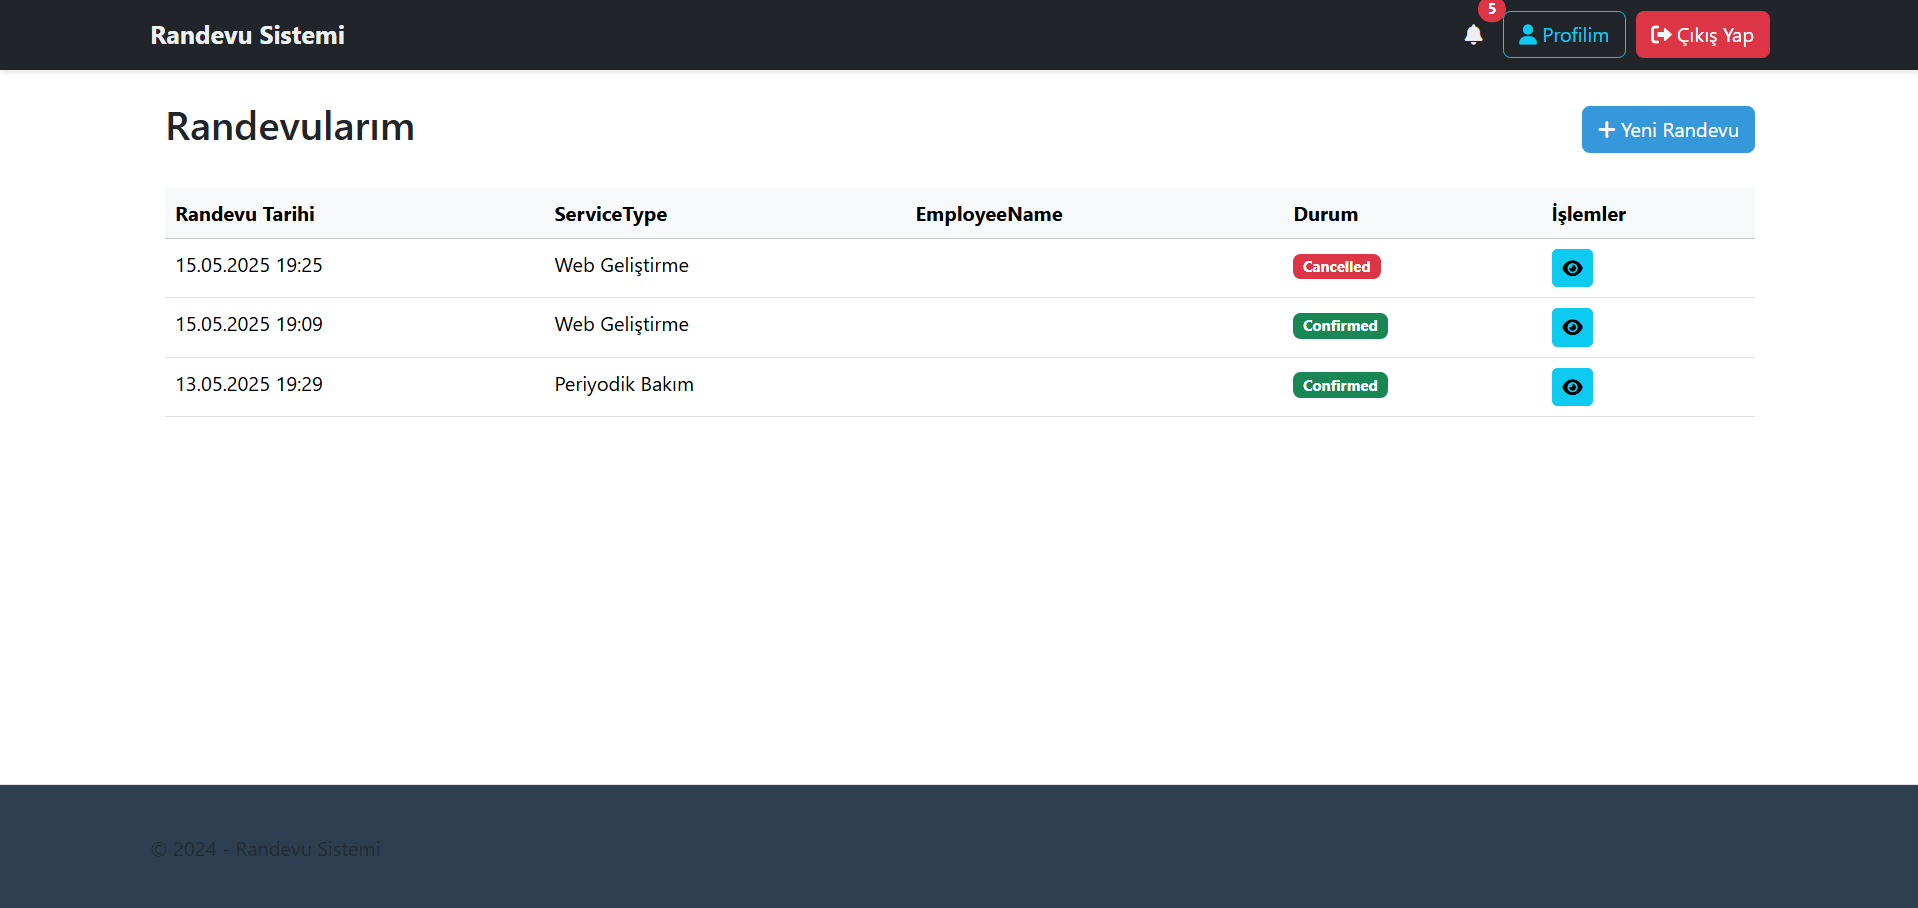 Randevu Sistemi 5 Profilim Çıkış Yap
Randevularım + Yeni Randevu
Randevu Tarihi ServiceType EmployeeName Durum İşlemler
15.05.2025 19:25 Web Geliştirme Cancelled
15.05.2025 19:09 Web Geliştirme Confirmed
13.05.2025 19:29 Periyodik Bakım Confirmed
© 2024 - Randevu Sistemi